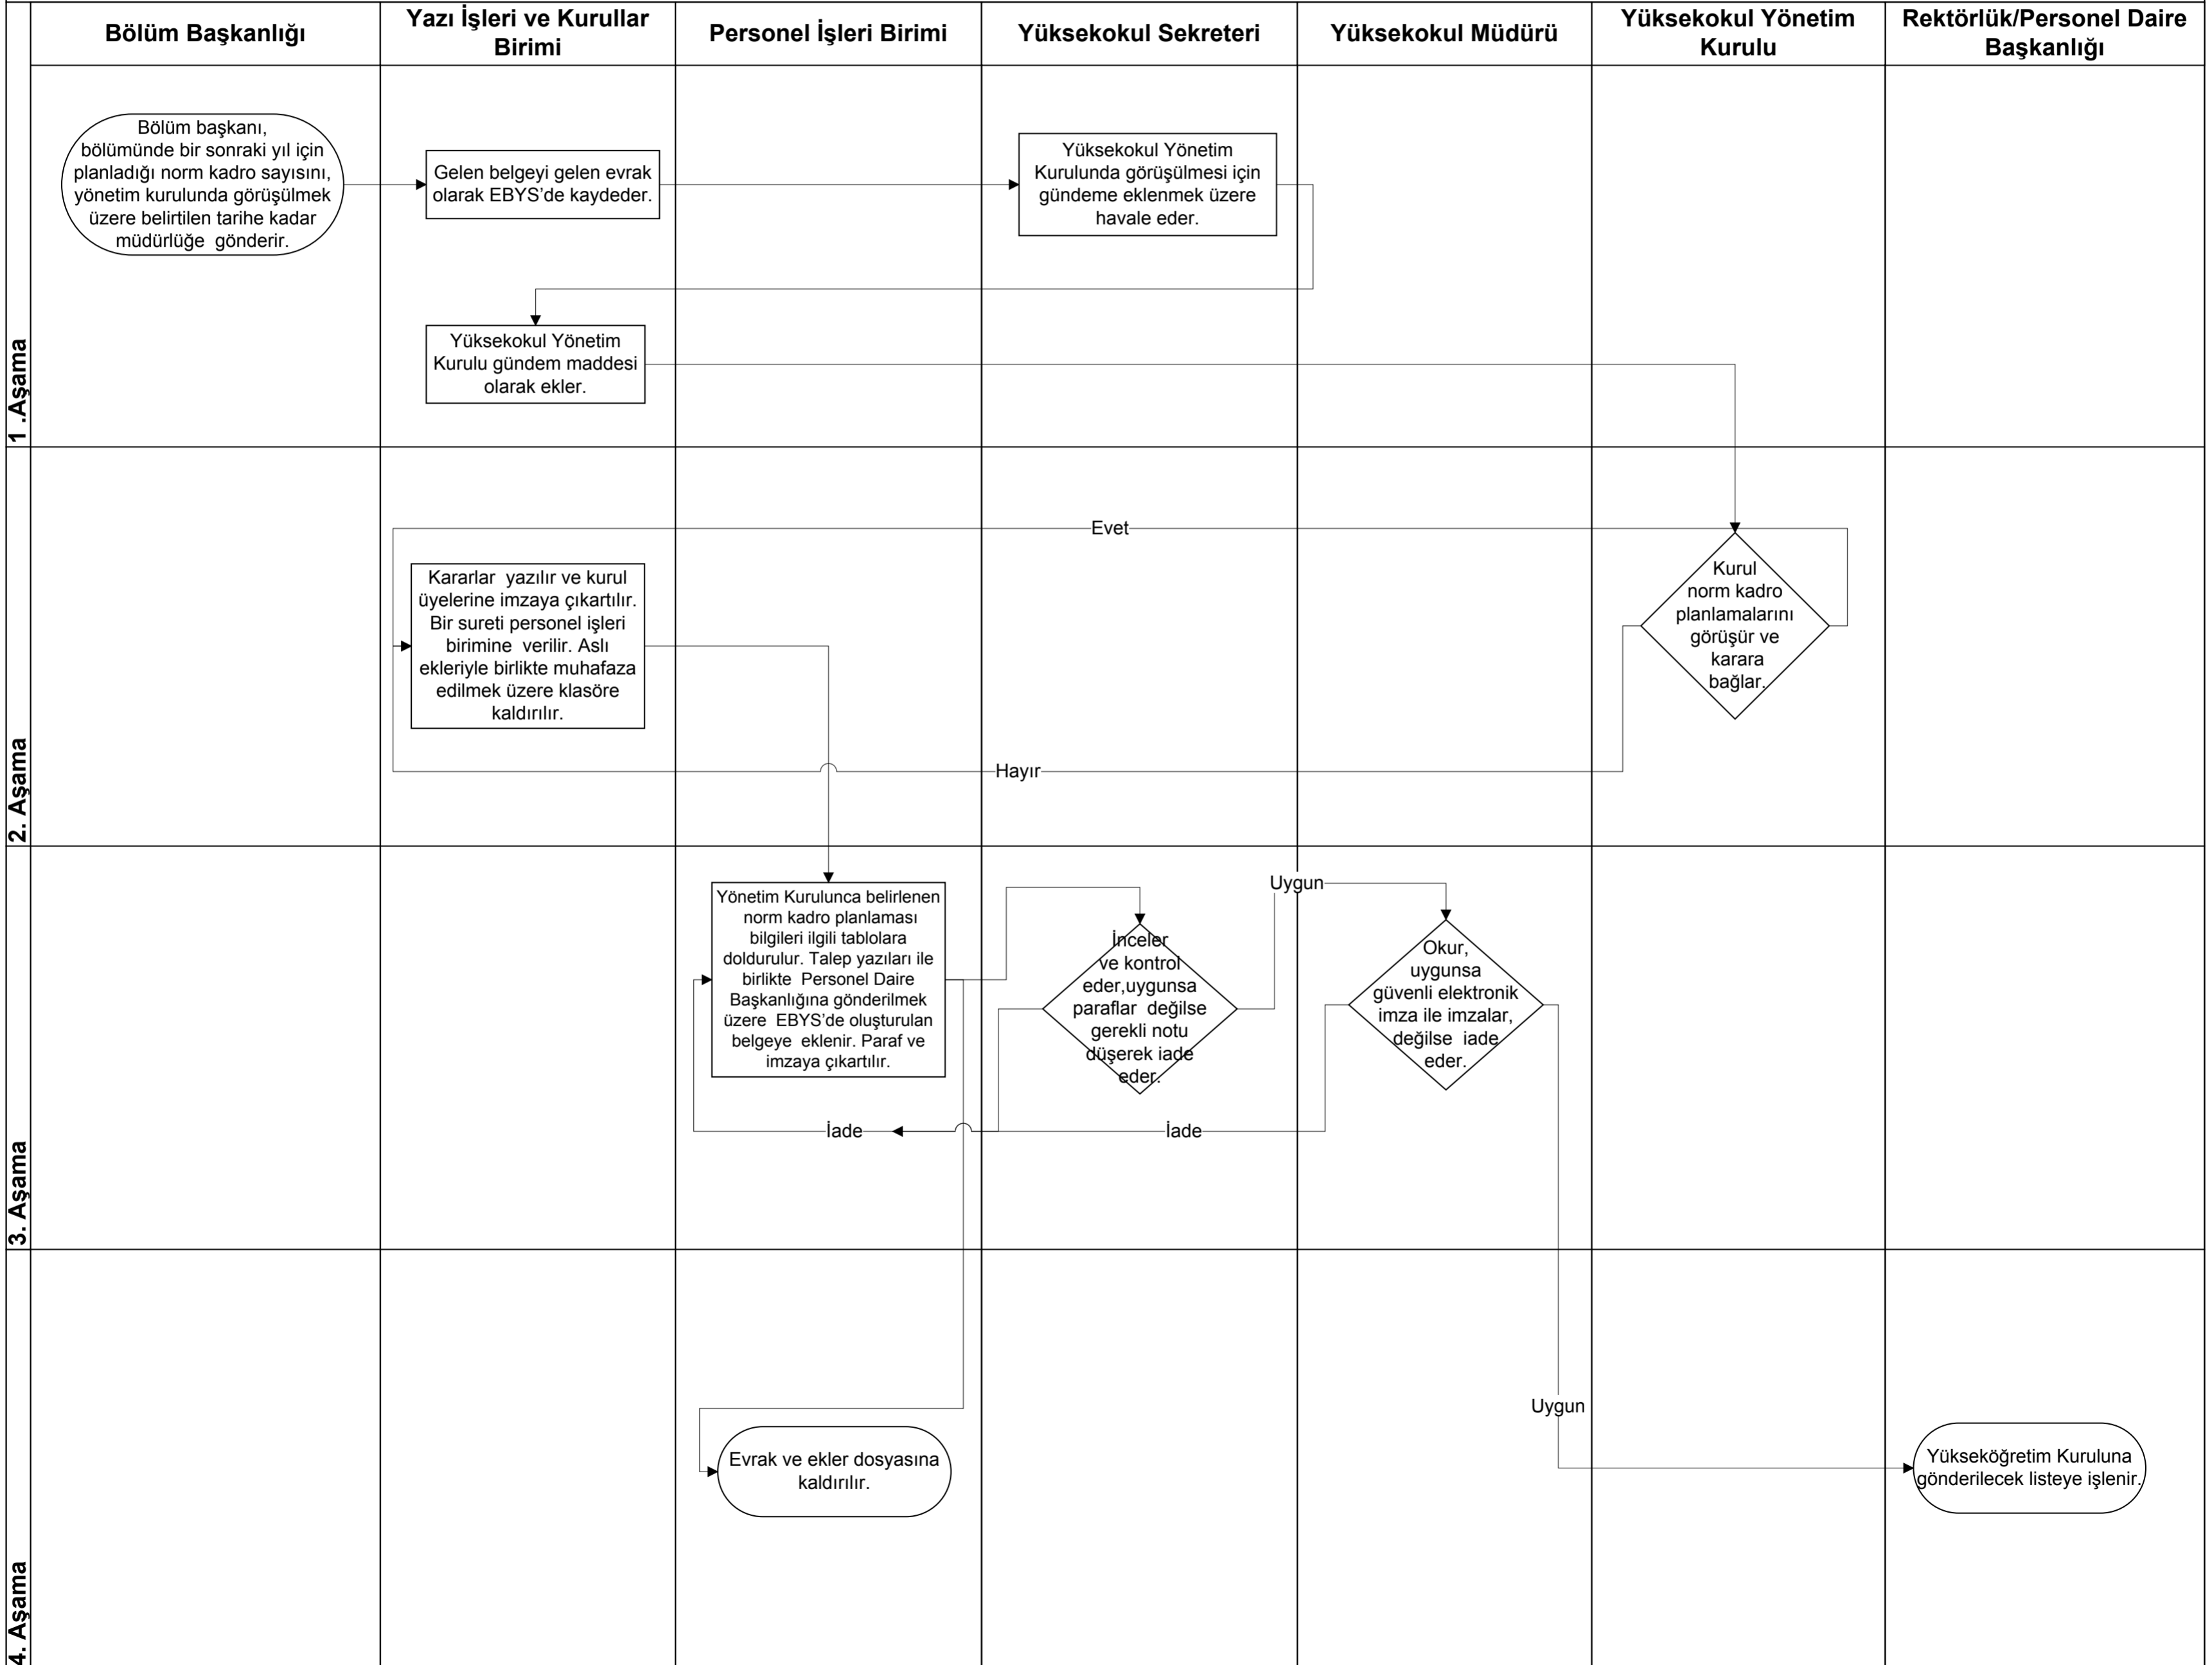 Bölüm Başkanlığı
Yazı İşleri ve Kurullar
Birimi
Personel İşleri Birimi
Yüksekokul Sekreteri
Yüksekokul Müdürü
Yüksekokul Yönetim
Kurulu
Rektörlük/Personel Daire
Başkanlığı
1 .Aşama
Bölüm başkanı,
bölümünde bir sonraki yıl için
planladığı norm kadro sayısını,
yönetim kurulunda görüşülmek
üzere belirtilen tarihe kadar
müdürlüğe gönderir.
Gelen belgeyi gelen evrak
olarak EBYS’de kaydeder.
Yüksekokul Yönetim
Kurulunda görüşülmesi için
gündeme eklenmek üzere
havale eder.
Yüksekokul Yönetim
Kurulu gündem maddesi
olarak ekler.
2. Aşama
Evet
Kararlar yazılır ve kurul
üyelerine imzaya çıkartılır.
Bir sureti personel işleri
birimine verilir. Aslı
ekleriyle birlikte muhafaza
edilmek üzere klasöre
kaldırılır.
Kurul
norm kadro
planlamalarını
görüşür ve
karara
bağlar.
Hayır
3. Aşama
Yönetim Kurulunca belirlenen
norm kadro planlaması
bilgileri ilgili tablolara
doldurulur. Talep yazıları ile
birlikte Personel Daire
Başkanlığına gönderilmek
üzere EBYS’de oluşturulan
belgeye eklenir. Paraf ve
imzaya çıkartılır.
İnceler
ve kontrol
eder,uygunsa
paraflar değilse
gerekli notu
düşerek iade
eder.
Uygun
Okur,
uygunsa
güvenli elektronik
imza ile imzalar,
değilse iade
eder.
İade
İade
4. Aşama
Uygun
Evrak ve ekler dosyasına
kaldırılır.
Yükseköğretim Kuruluna
gönderilecek listeye işlenir.